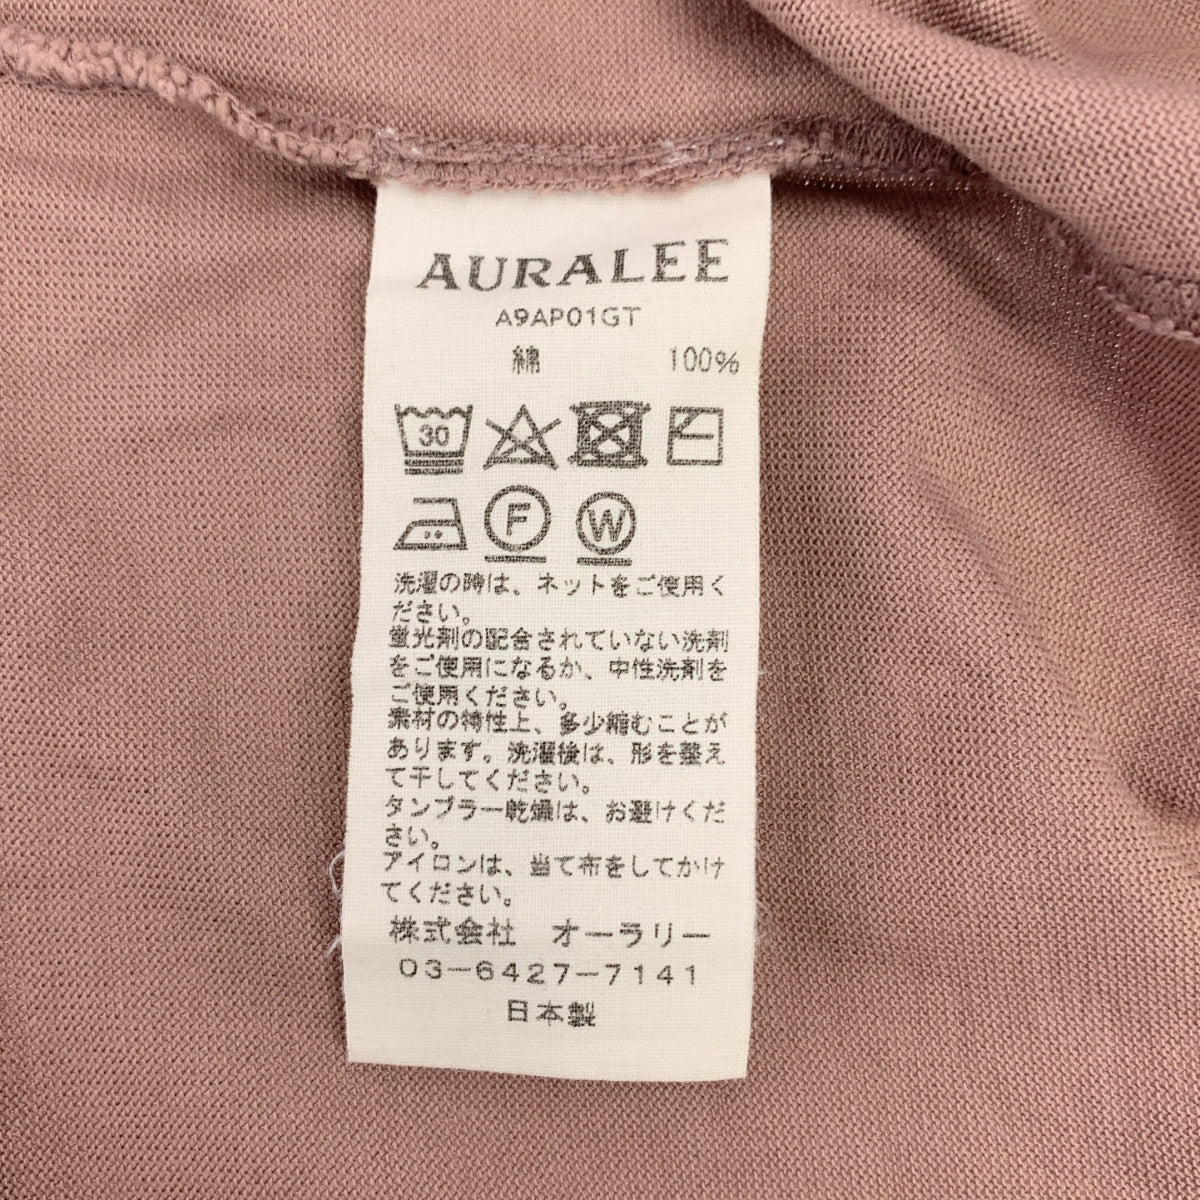 AURALEE
A9AP01GT
綿 100%
30
F W
洗濯の時は、ネットをご使用く
ださい。
蛍光剤の配合されていない洗剤
をご使用になるか、中性洗剤を
ご使用ください。
素材の特性上、多少縮むことが
あります。洗濯後は、形を整え
て干してください。
タンブラー乾燥は、お避けくだ
さい。
アイロンは、当て布をしてかけ
てください。
株式会社 オーラリー
03-6427-7141
日本製